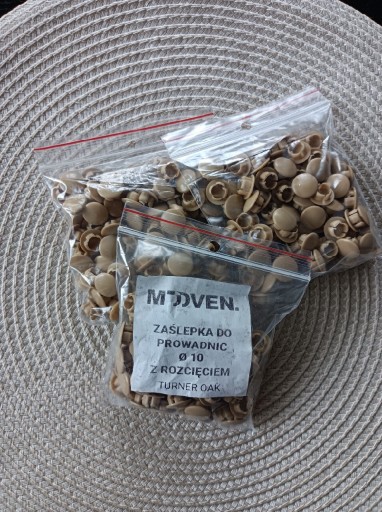 MOOVEN.
ZAŚLEPKA DO
PROWADNIC
Ø 10
Z ROZCIĘCIEM
TURNER OAK